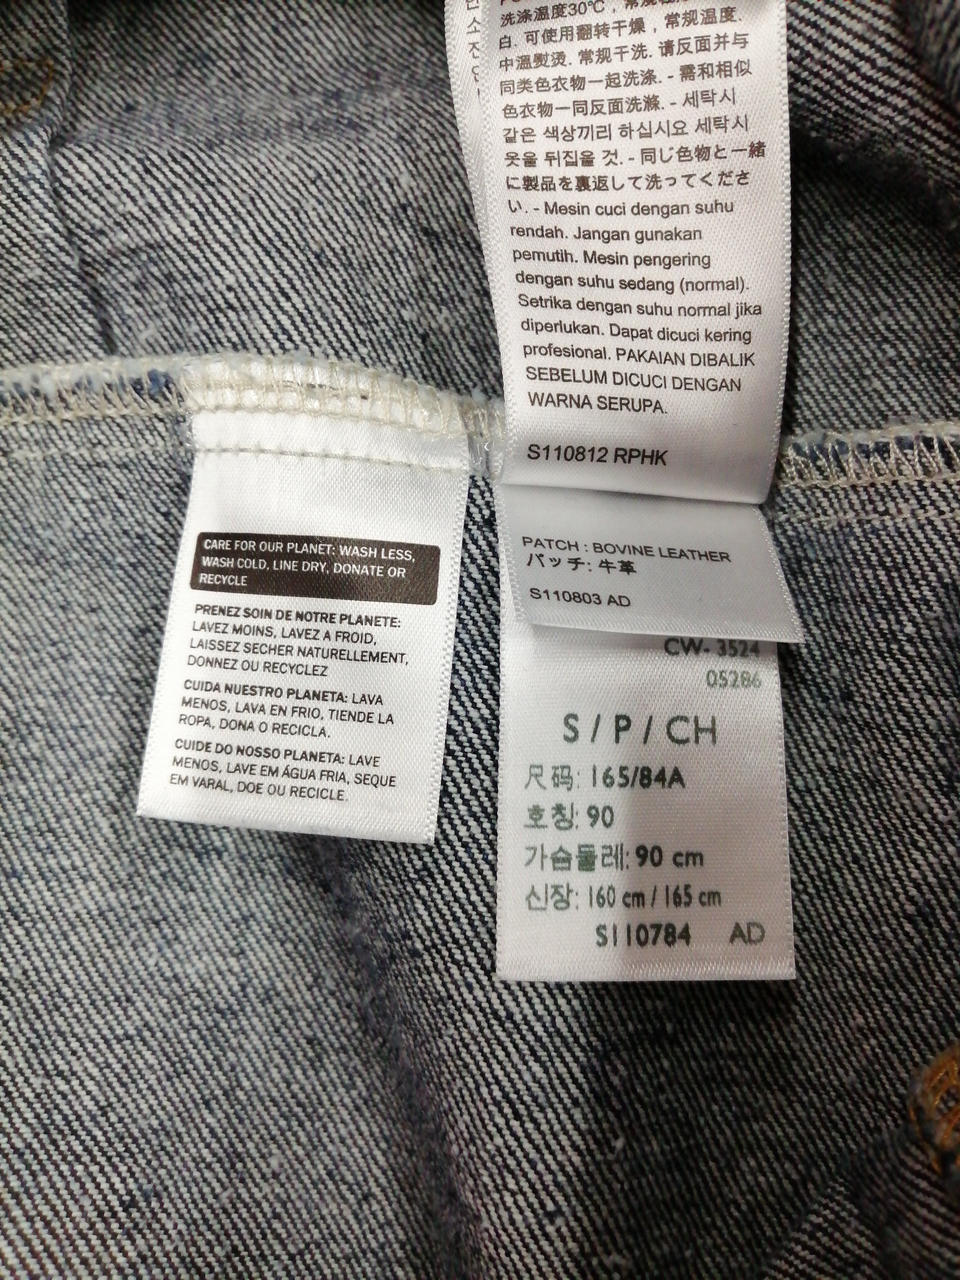 洗涤温度30℃，常规
白. 可使用翻转干燥，常规温度.
中溫熨烫. 常规干洗. 请反面并与
同类色衣物一起洗涤. - 需和相似
色衣物一同反面洗滌. - 세탁시
같은 색상끼리 하십시요 세탁시
옷을 뒤집을 것. - 同じ色物と一緒
に製品を裏返して洗ってくださ
い. - Mesin cuci dengan suhu
rendah. Jangan gunakan
pemutih. Mesin pengering
dengan suhu sedang (normal).
Setrika dengan suhu normal jika
diperlukan. Dapat dicuci kering
profesional. PAKAIAN DIBALIK
SEBELUM DICUCI DENGAN
WARNA SERUPA.
S110812 RPHK
CARE FOR OUR PLANET: WASH LESS,
WASH COLD, LINE DRY, DONATE OR
RECYCLE
PRENEZ SOIN DE NOTRE PLANETE:
LAVEZ MOINS, LAVEZ A FROID,
LAISSEZ SECHER NATURELLEMENT,
DONNEZ OU RECYCLEZ
CUIDA NUESTRO PLANETA: LAVA
MENOS, LAVA EN FRIO, TIENDE LA
ROPA, DONA O RECICLA.
CUIDE DO NOSSO PLANETA: LAVE
MENOS, LAVE EM ÁGUA FRIA, SEQUE
EM VARAL, DOE OU RECICLE.
PATCH : BOVINE LEATHER
パッチ: 牛革
S110803 AD
CW- 3524
05286
S / P / CH
尺码: 165/84A
호칭: 90
가슴둘레: 90 cm
신장: 160 cm / 165 cm
S110784 AD